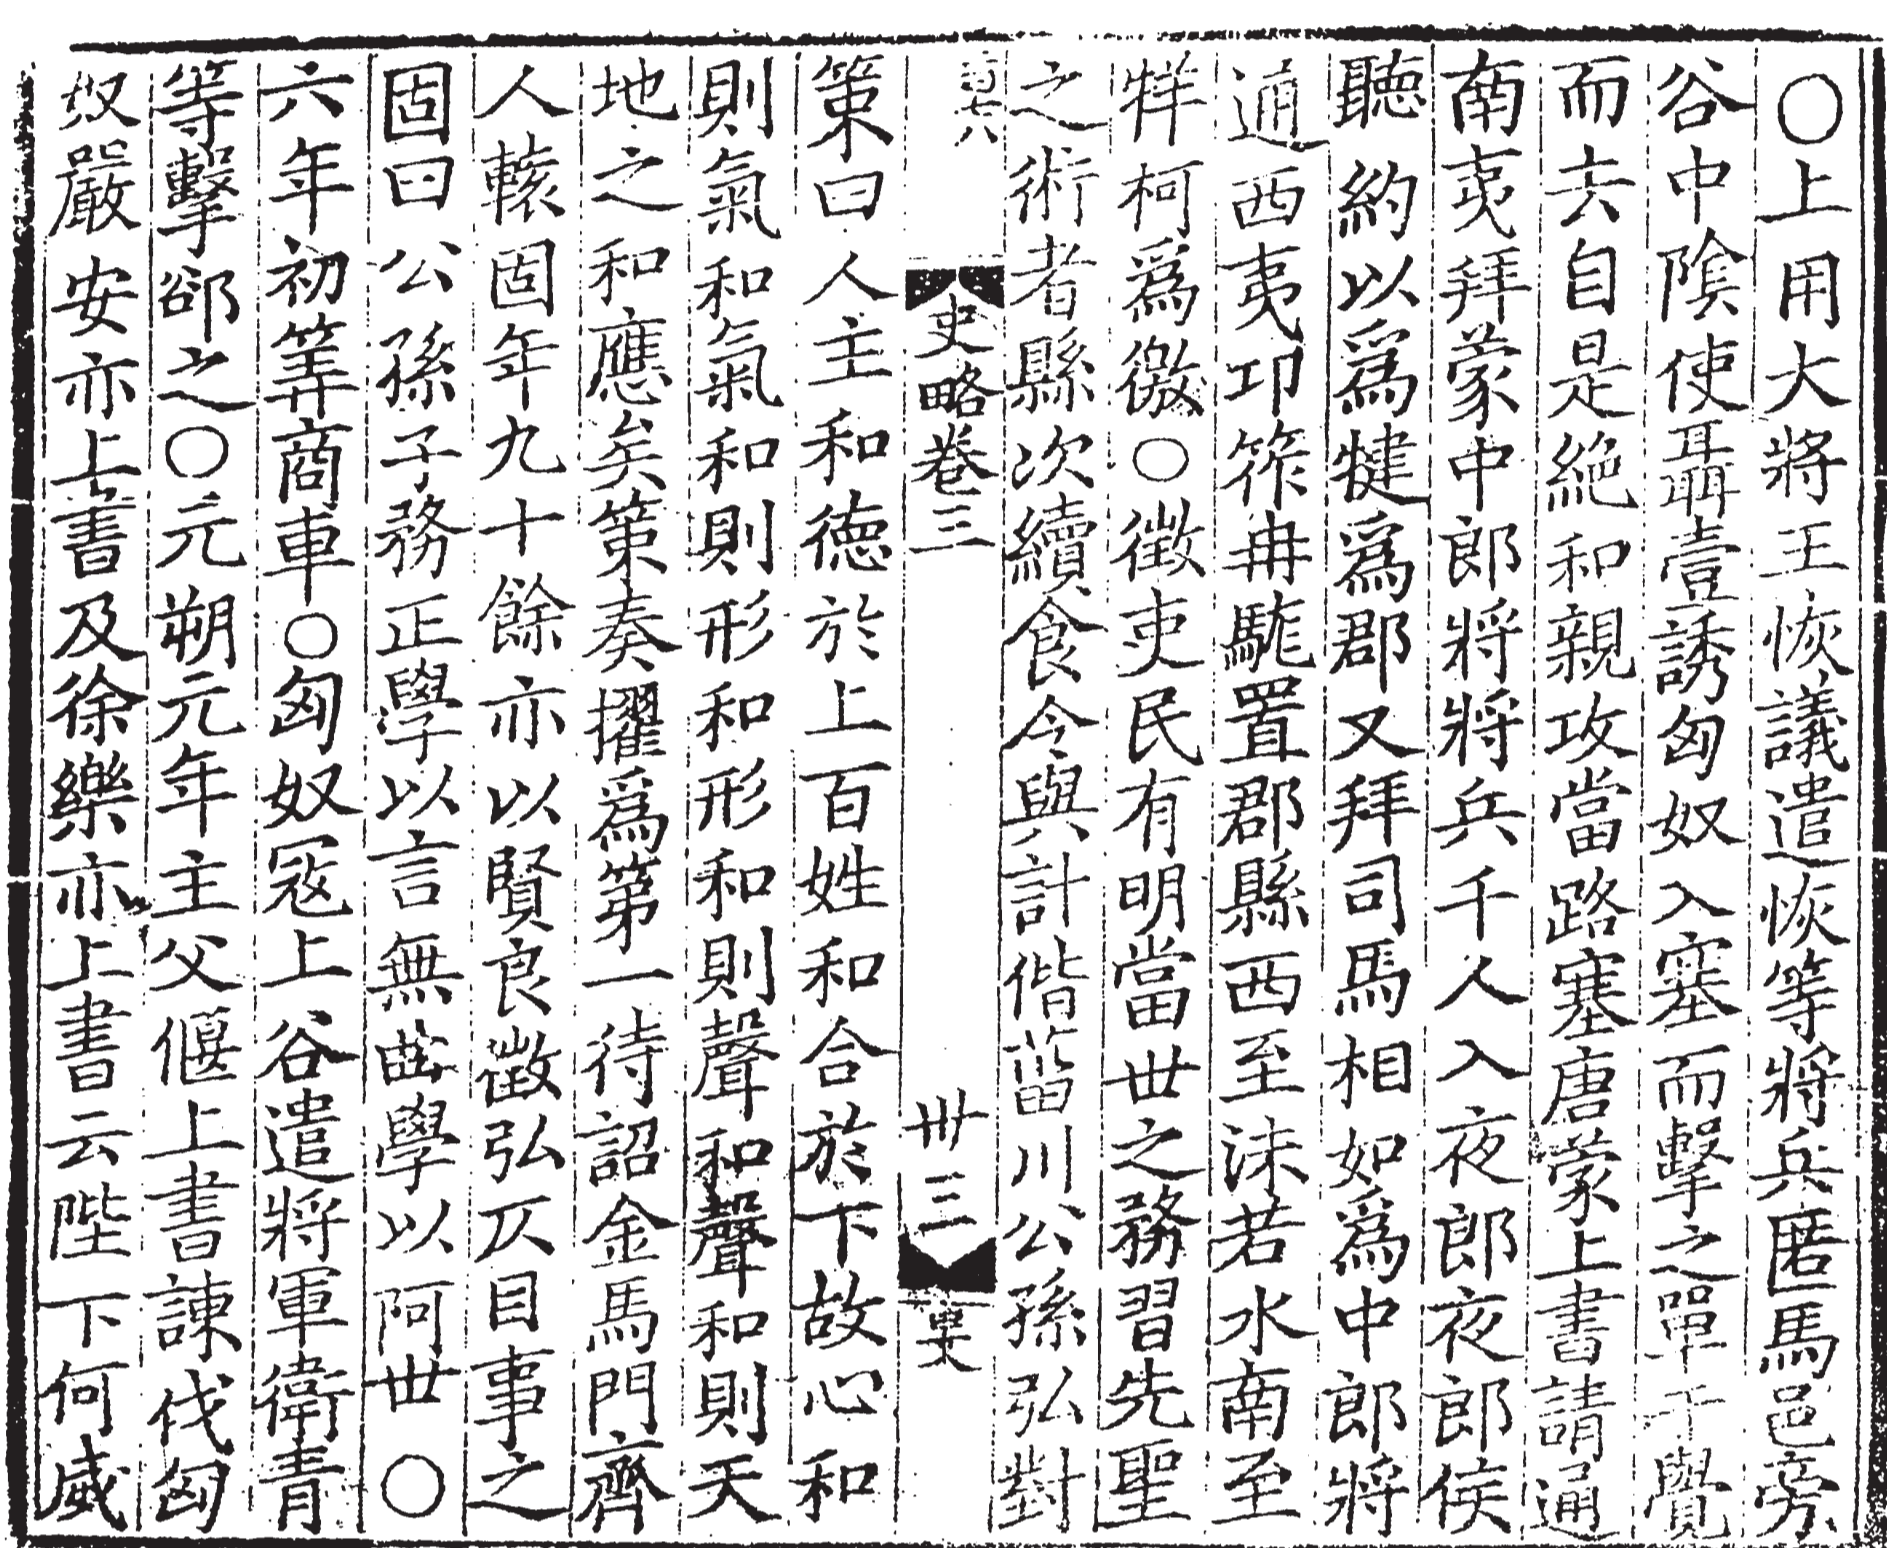 ○上用大將王恢議遣恢等將兵匿馬邑旁
谷中陰使聶壹誘匈奴入塞而擊之單于覺
而去自是絶和親攻當路塞唐蒙上書請通
南夷拜蒙中郎將將兵千人入夜郎夜郎侯
聽約以爲犍爲郡又拜司馬相如爲中郎將
通西夷卭筰冉駹置郡縣西至沬若水南至
牂柯爲徼○徵吏民有明當世之務習先聖
之術者縣次續食令與計偕菑川公孫弘對
史略卷三
卅三
策曰人主和徳於上百姓和合於下故心和
則氣和氣和則形和形和則聲和聲和則天
地之和應矣策奏擢爲第一待詔金馬門齊
人轅固年九十餘亦以賢良徵弘仄目事之
固曰公孫子務正學以言無曲學以阿世○
六年初筭商車○匈奴寇上谷遣將軍衛青
等擊郤之○元朔元年主父偃上書諫伐匈
奴嚴安亦上書及徐樂亦上書云陛下何威